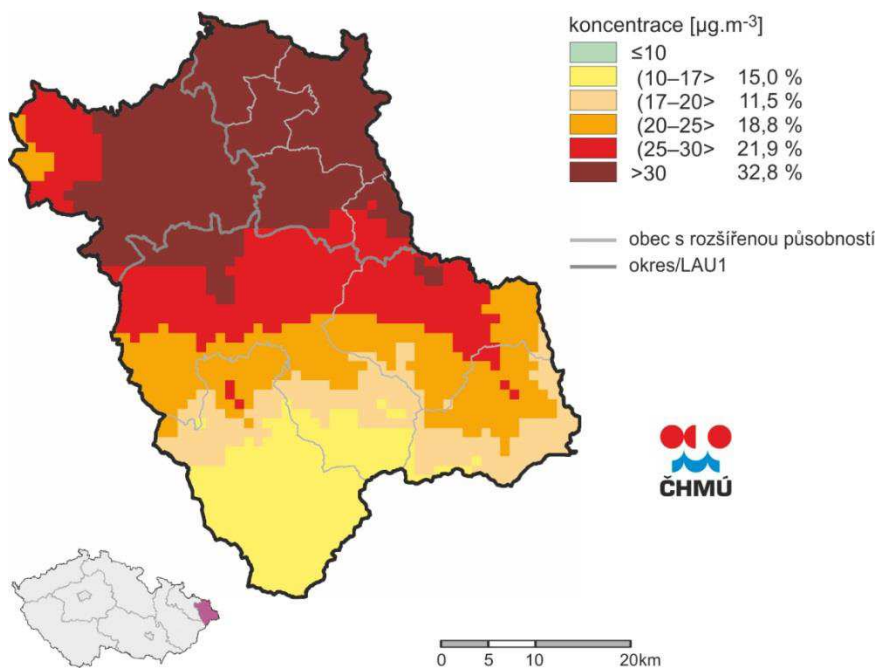 koncentrace [µg.m-3]
≤10
(10–17> 15,0 %
(17–20> 11,5 %
(20–25> 18,8 %
(25–30> 21,9 %
>30 32,8 %
obec s rozšířenou působností
okres/LAU1
ČHMÚ
0 5 10 20km